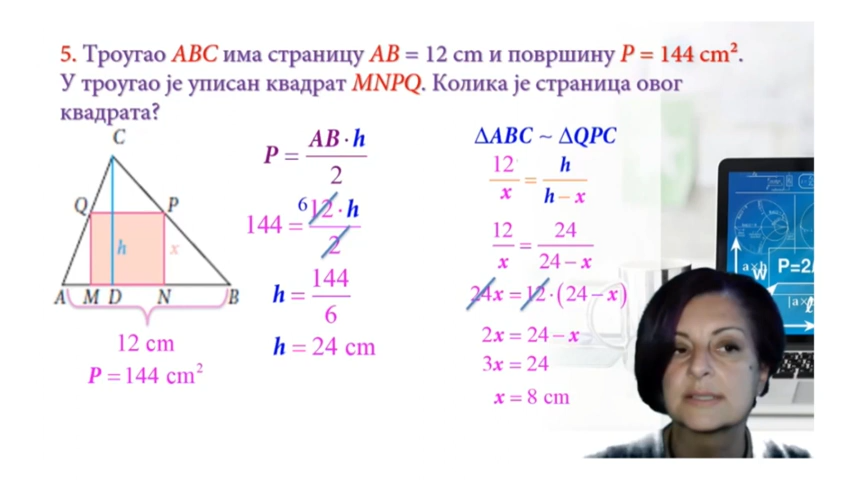 5. Троугао ABC има страницу AB = 12 cm и површину P = 144 cm².
У троугао је уписан квадрат MNPQ. Колика је страница овог
квадрата?
C
Q P
h x
A M D N B
12 cm
P = 144 cm²
P = AB · h / 2
144 = 6 12 · h / 2
h = 144 / 6
h = 24 cm
ΔABC ~ ΔQPC
12 / x = h / h − x
12 / x = 24 / 24 − x
24x = 12 · (24 − x)
2x = 24 − x
3x = 24
x = 8 cm
P=2